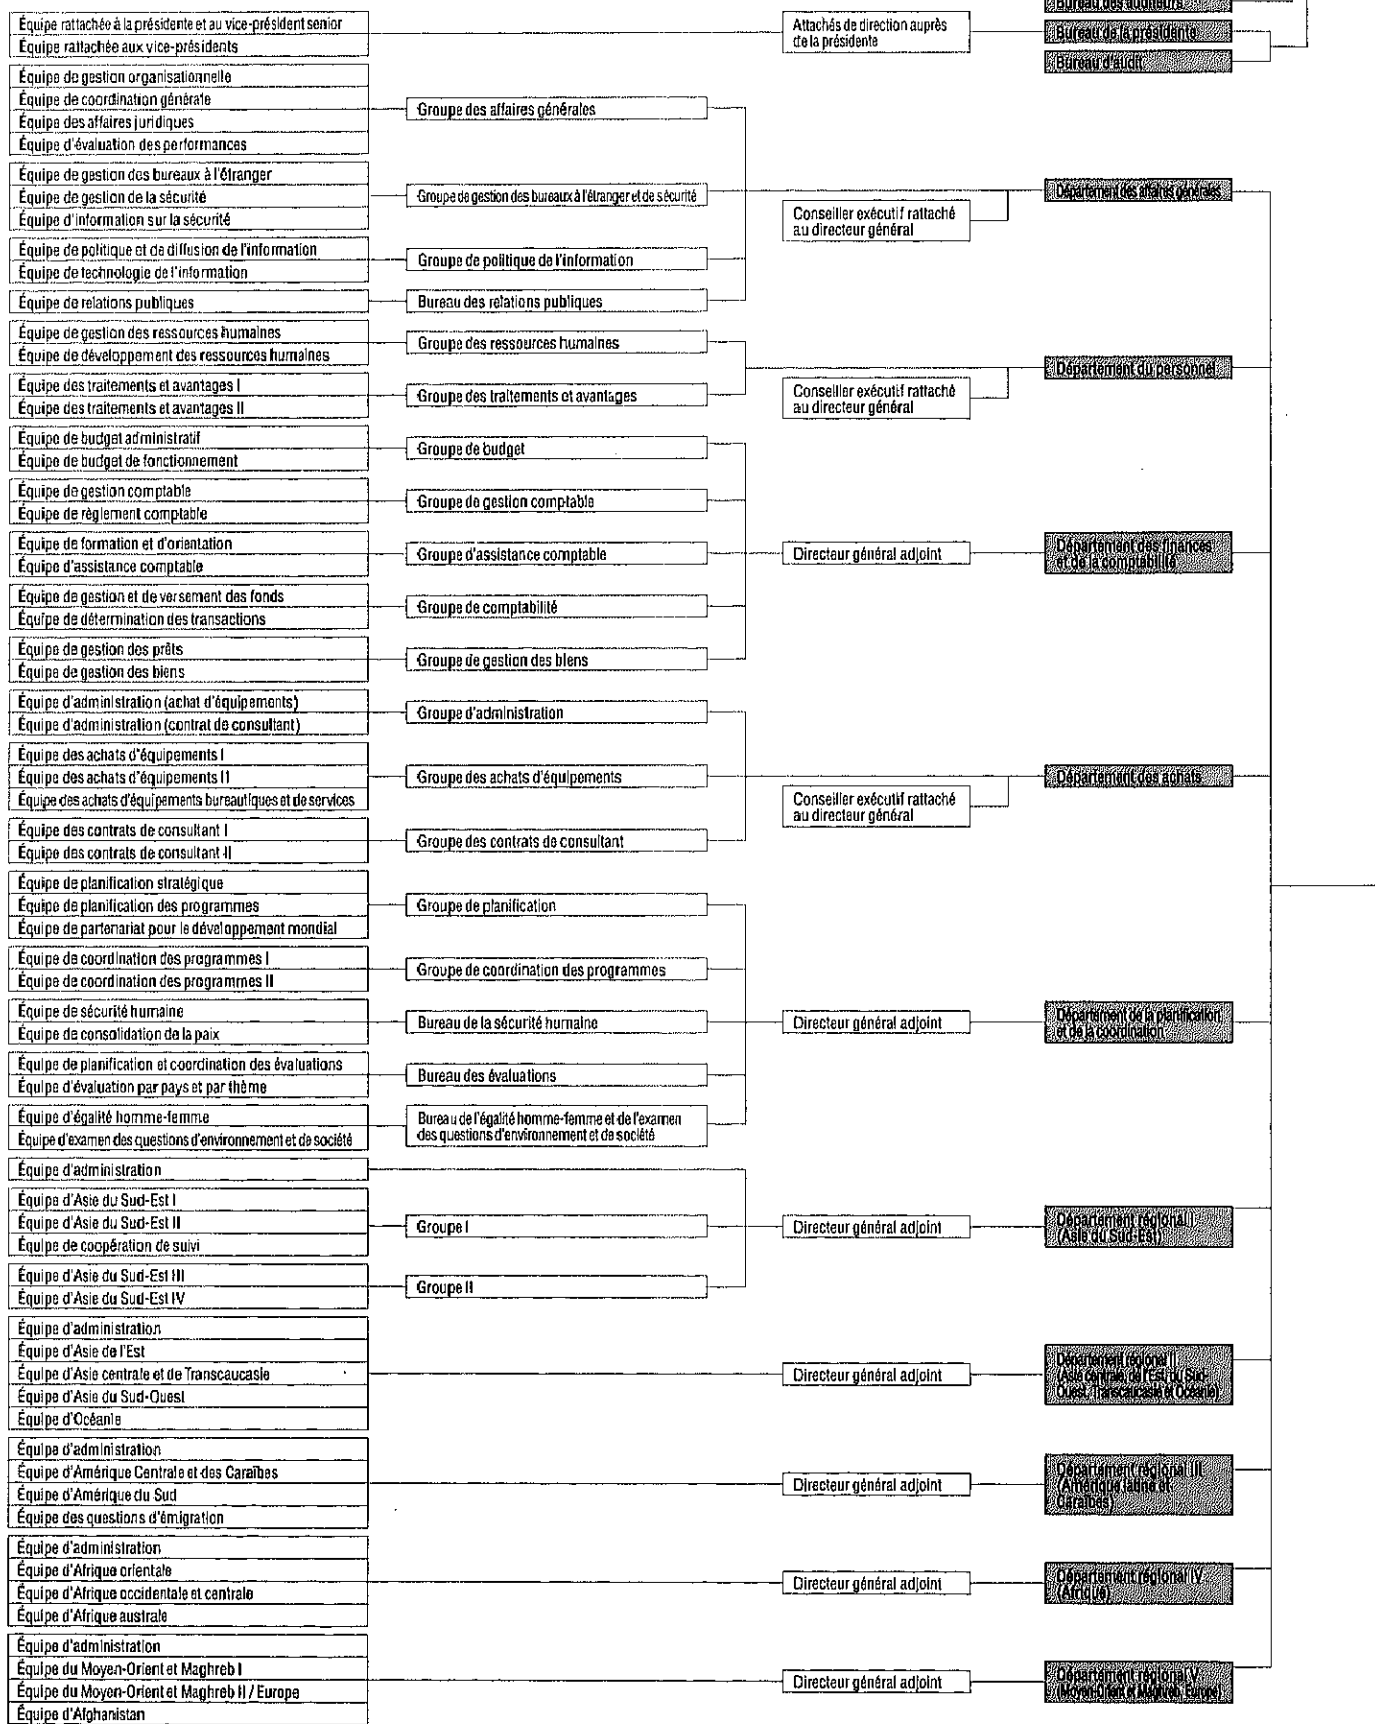 Bureau des auditeurs
Équipe rattachée à la présidente et au vice-président senior
Équipe rattachée aux vice-présidents
Attachés de direction auprès
de la présidente
Bureau de la présidente
Bureau d'audit
Équipe de gestion organisationnelle
Équipe de coordination générale
Équipe des affaires juridiques
Équipe d'évaluation des performances
Groupe des affaires générales
Équipe de gestion des bureaux à l'étranger
Équipe de gestion de la sécurité
Équipe d'information sur la sécurité
Groupe de gestion des bureaux à l'étranger et de sécurité
Conseiller exécutif rattaché
au directeur général
Département des affaires générales
Équipe de politique et de diffusion de l'information
Équipe de technologie de l'information
Groupe de politique de l'information
Équipe de relations publiques
Bureau des relations publiques
Équipe de gestion des ressources humaines
Équipe de développement des ressources humaines
Groupe des ressources humaines
Équipe des traitements et avantages I
Équipe des traitements et avantages II
Groupe des traitements et avantages
Conseiller exécutif rattaché
au directeur général
Département du personnel
Équipe de budget administratif
Équipe de budget de fonctionnement
Groupe de budget
Équipe de gestion comptable
Équipe de règlement comptable
Groupe de gestion comptable
Équipe de formation et d'orientation
Équipe d'assistance comptable
Groupe d'assistance comptable
Directeur général adjoint
Département des finances
et de la comptabilité
Équipe de gestion et de versement des fonds
Équipe de détermination des transactions
Groupe de comptabilité
Équipe de gestion des prêts
Équipe de gestion des biens
Groupe de gestion des biens
Équipe d'administration (achat d'équipements)
Équipe d'administration (contrat de consultant)
Groupe d'administration
Équipe des achats d'équipements I
Équipe des achats d'équipements II
Équipe des achats d'équipements bureautiques et de services
Groupe des achats d'équipements
Conseiller exécutif rattaché
au directeur général
Département des achats
Équipe des contrats de consultant I
Équipe des contrats de consultant II
Groupe des contrats de consultant
Équipe de planification stratégique
Équipe de planification des programmes
Équipe de partenariat pour le développement mondial
Groupe de planification
Équipe de coordination des programmes I
Équipe de coordination des programmes II
Groupe de coordination des programmes
Équipe de sécurité humaine
Équipe de consolidation de la paix
Bureau de la sécurité humaine
Directeur général adjoint
Département de la planification
et de la coordination
Équipe de planification et coordination des évaluations
Équipe d'évaluation par pays et par thème
Bureau des évaluations
Équipe d'égalité homme-femme
Équipe d'examen des questions d'environnement et de société
Bureau de l'égalité homme-femme et de l'examen
des questions d'environnement et de société
Équipe d'administration
Équipe d'Asie du Sud-Est I
Équipe d'Asie du Sud-Est II
Équipe de coopération de suivi
Groupe I
Directeur général adjoint
Département régional I
(Asie du Sud-Est)
Équipe d'Asie du Sud-Est III
Équipe d'Asie du Sud-Est IV
Groupe II
Équipe d'administration
Équipe d'Asie de l'Est
Équipe d'Asie centrale et de Transcaucasie
Équipe d'Asie du Sud-Ouest
Équipe d'Océanie
Directeur général adjoint
Département régional II
(Asie centrale, de l'Est, du Sud-
Ouest, Transcaucasie et Océanie)
Équipe d'administration
Équipe d'Amérique Centrale et des Caraïbes
Équipe d'Amérique du Sud
Équipe des questions d'émigration
Directeur général adjoint
Département régional III
(Amérique latine et
Caraïbes)
Équipe d'administration
Équipe d'Afrique orientale
Équipe d'Afrique occidentale et centrale
Équipe d'Afrique australe
Directeur général adjoint
Département régional IV
(Afrique)
Équipe d'administration
Équipe du Moyen-Orient et Maghreb I
Équipe du Moyen-Orient et Maghreb II / Europe
Équipe d'Afghanistan
Directeur général adjoint
Département régional V
(Moyen-Orient et Maghreb, Europe)